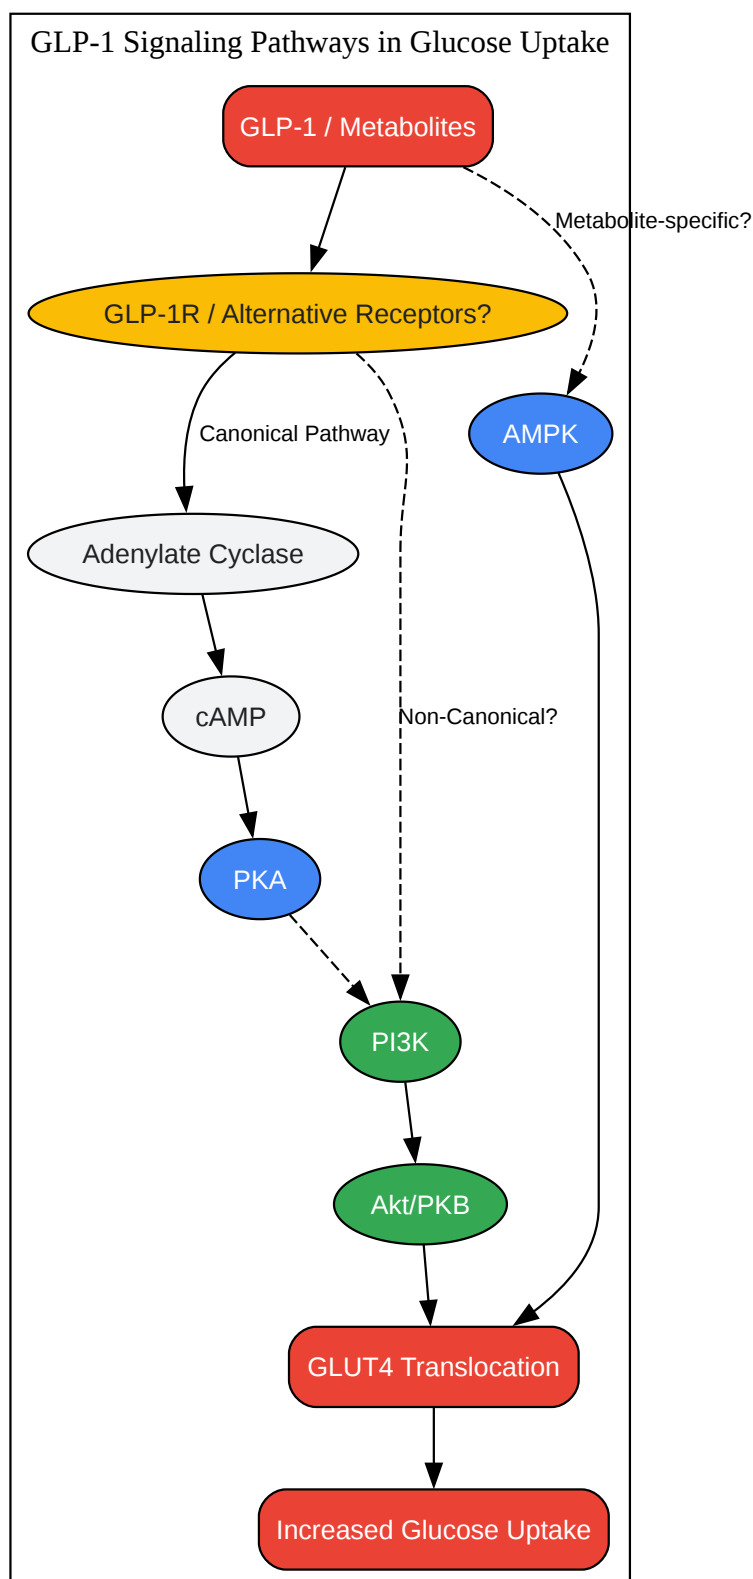 GLP-1 Signaling Pathways in Glucose Uptake
GLP-1 / Metabolites
Metabolite-specific?
GLP-1R / Alternative Receptors?
Canonical Pathway
AMPK
Adenylate Cyclase
cAMP
Non-Canonical?
PKA
PI3K
Akt/PKB
GLUT4 Translocation
Increased Glucose Uptake